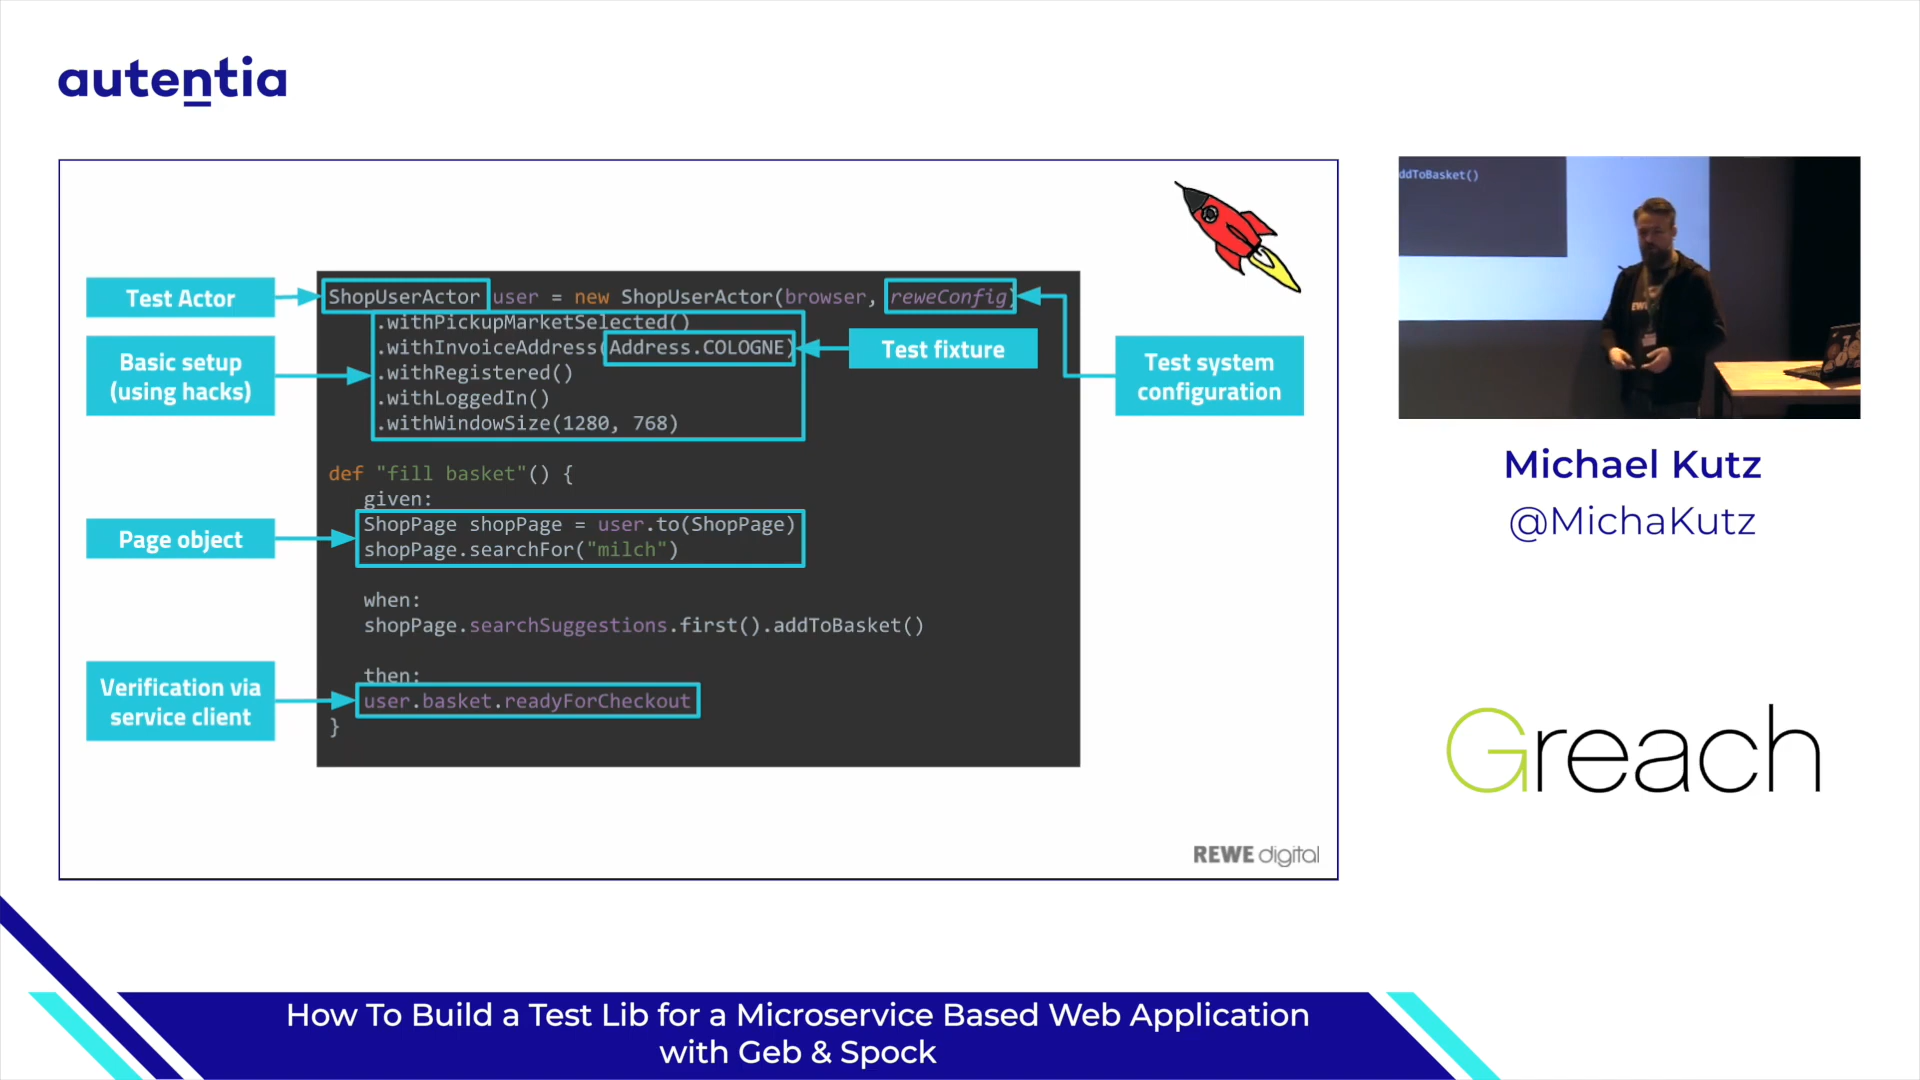 autentia
Test Actor
Basic setup
(using hacks)
Page object
Verification via
service client
ShopUserActor user = new ShopUserActor(browser, reweConfig)
.withPickupMarketSelected()
.withInvoiceAddress(Address.COLOGNE)
.withRegistered()
.withLoggedIn()
.withWindowSize(1280, 768)
def "fill basket"() {
given:
ShopPage shopPage = user.to(ShopPage)
shopPage.searchFor("milch")
when:
shopPage.searchSuggestions.first().addToBasket()
then:
user.basket.readyForCheckout
}
Test fixture
Test system
configuration
REWE digital
ddToBasket()
Michael Kutz
@MichaKutz
Greach
How To Build a Test Lib for a Microservice Based Web Application
with Geb & Spock